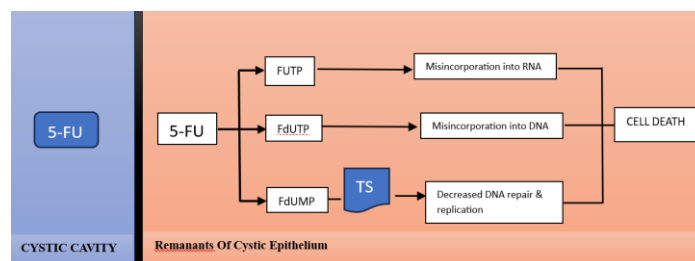 5-FU
5-FU
FUTP
Misincorporation into RNA
FdUTP
Misincorporation into DNA
CELL DEATH
FdUMP
TS
Decreased DNA repair &
replication
CYSTIC CAVITY
Remanants Of Cystic Epithelium